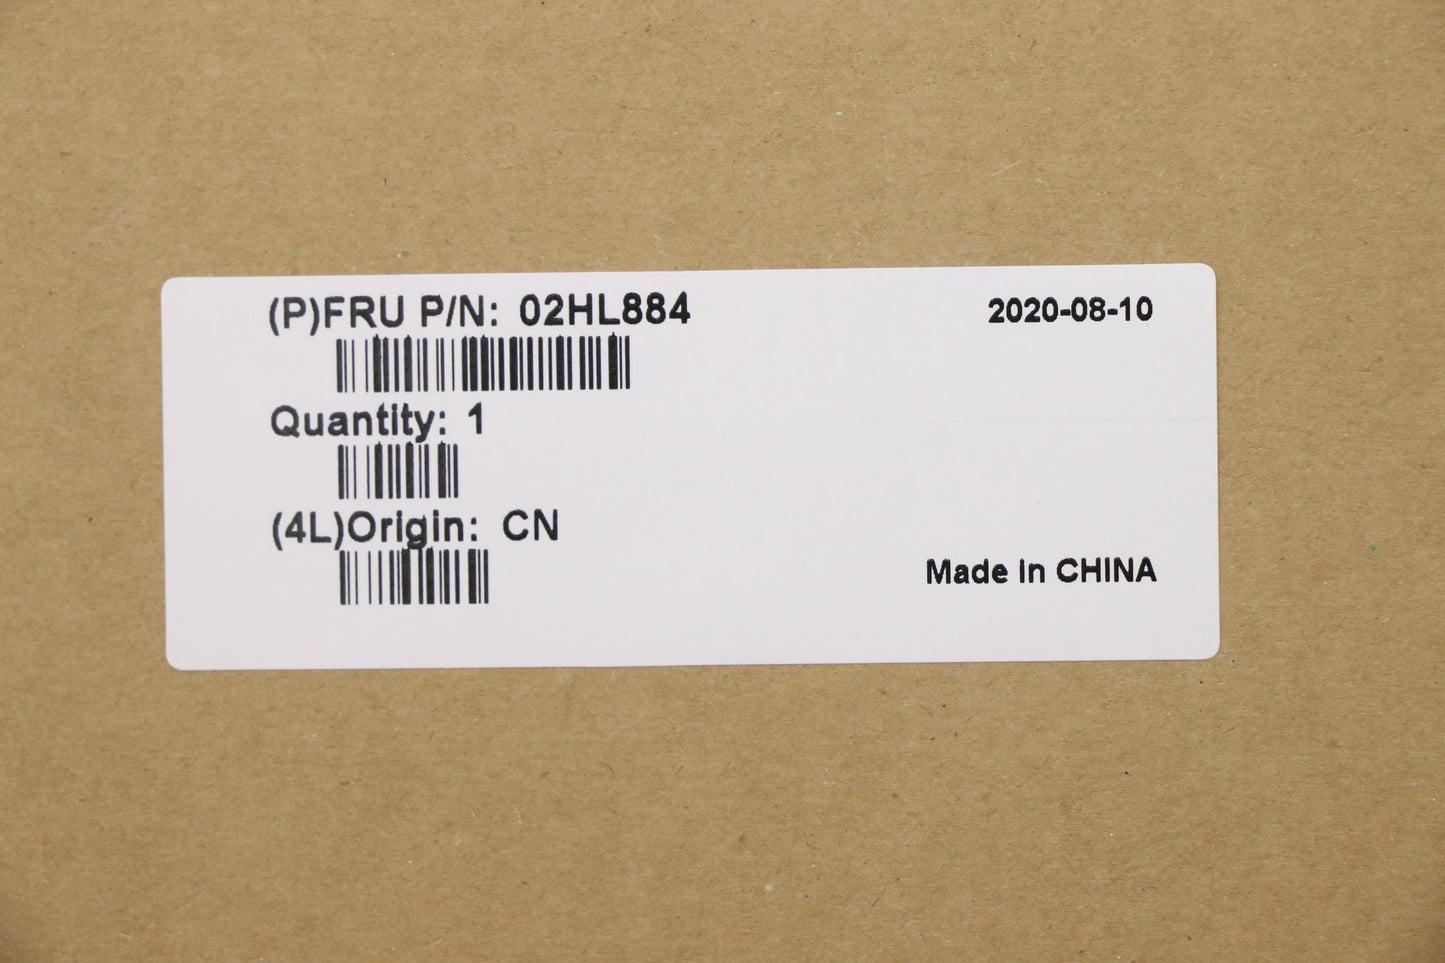 (P)FRU P/N: 02HL884 2020-08-10
Quantity: 1
(4L)Origin: CN
Made in CHINA